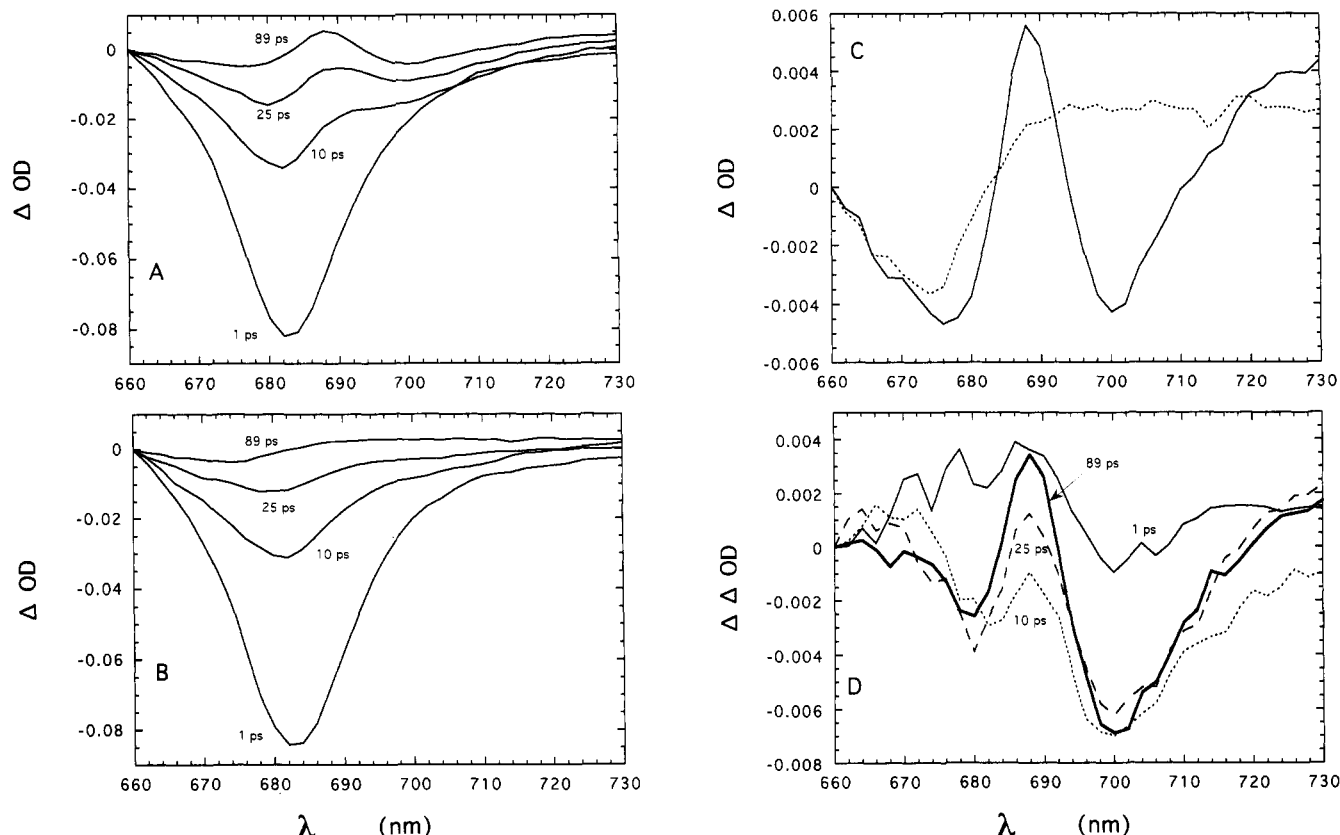 0
-0.02
-0.04
-0.06
-0.08
Δ OD
89 ps
25 ps
10 ps
1 ps
A
660 670 680 690 700 710 720 730
0
-0.02
-0.04
-0.06
-0.08
Δ OD
89 ps
25 ps
10 ps
1 ps
B
660 670 680 690 700 710 720 730
λ (nm)
0.006
0.004
0.002
0
-0.002
-0.004
-0.006
Δ OD
C
660 670 680 690 700 710 720 730
0.004
0.002
0
-0.002
-0.004
-0.006
-0.008
Δ Δ OD
89 ps
1 ps
25 ps
10 ps
D
660 670 680 690 700 710 720 730
λ (nm)